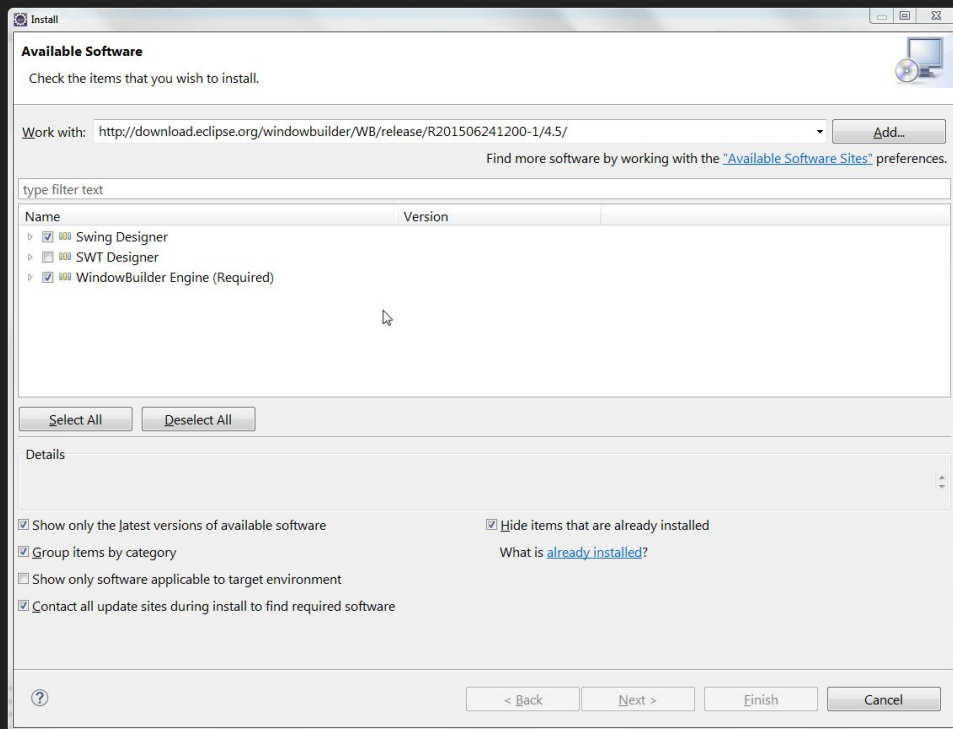 Install
Available Software
Check the items that you wish to install.
Work with: http://download.eclipse.org/windowbuilder/WB/release/R201506241200-1/4.5/ Add...
Find more software by working with the "Available Software Sites" preferences.
type filter text
Name Version
Swing Designer
SWT Designer
WindowBuilder Engine (Required)
Select All Deselect All
Details
Show only the latest versions of available software Hide items that are already installed
Group items by category What is already installed?
Show only software applicable to target environment
Contact all update sites during install to find required software
? < Back Next > Finish Cancel